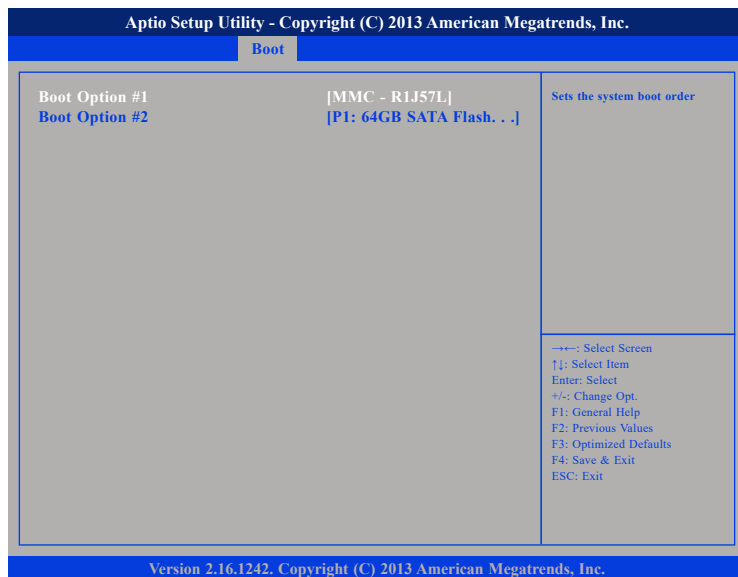 Aptio Setup Utility - Copyright (C) 2013 American Megatrends, Inc.
Boot
Boot Option #1 [MMC - R1J57L]
Boot Option #2 [P1: 64GB SATA Flash. . .]
Sets the system boot order
→←: Select Screen
↑↓: Select Item
Enter: Select
+/-: Change Opt.
F1: General Help
F2: Previous Values
F3: Optimized Defaults
F4: Save & Exit
ESC: Exit
Version 2.16.1242. Copyright (C) 2013 American Megatrends, Inc.